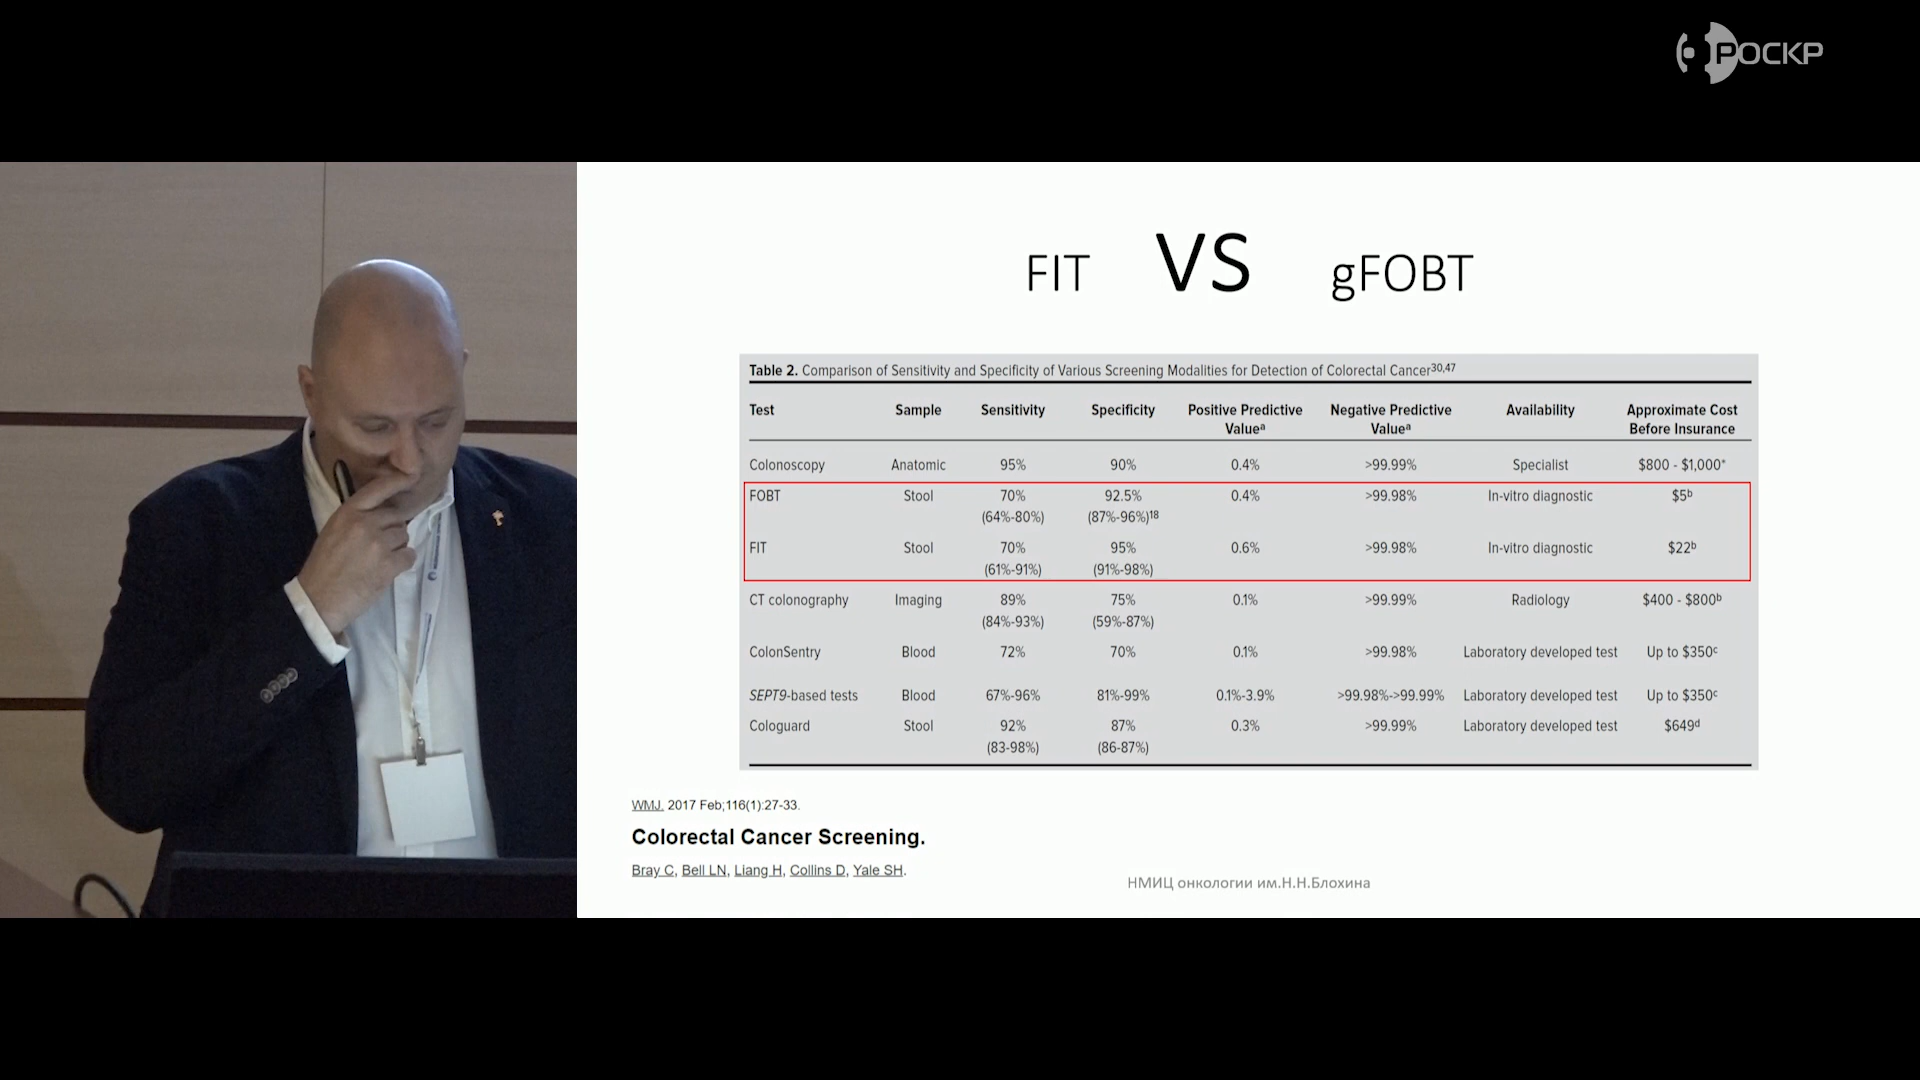 РОСКР
FIT VS gFOBT
Table 2. Comparison of Sensitivity and Specificity of Various Screening Modalities for Detection of Colorectal Cancer30,47
Test Sample Sensitivity Specificity Positive Predictive Valueᵃ Negative Predictive Valueᵃ Availability Approximate Cost Before Insurance
Colonoscopy Anatomic 95% 90% 0.4% >99.99% Specialist $800 - $1,000*
FOBT Stool 70% 92.5% 0.4% >99.98% In-vitro diagnostic $5ᵇ
(64%-80%) (87%-96%)18
FIT Stool 70% 95% 0.6% >99.98% In-vitro diagnostic $22ᵇ
(61%-91%) (91%-98%)
CT colonography Imaging 89% 75% 0.1% >99.99% Radiology $400 - $800ᵇ
(84%-93%) (59%-87%)
ColonSentry Blood 72% 70% 0.1% >99.98% Laboratory developed test Up to $350ᶜ
SEPT9-based tests Blood 67%-96% 81%-99% 0.1%-3.9% >99.98%->99.99% Laboratory developed test Up to $350ᶜ
Cologuard Stool 92% 87% 0.3% >99.99% Laboratory developed test $649ᵈ
(83-98%) (86-87%)
WMJ. 2017 Feb;116(1):27-33.
Colorectal Cancer Screening.
Bray C, Bell LN, Liang H, Collins D, Yale SH.
НМИЦ онкологии им.Н.Н.Блохина